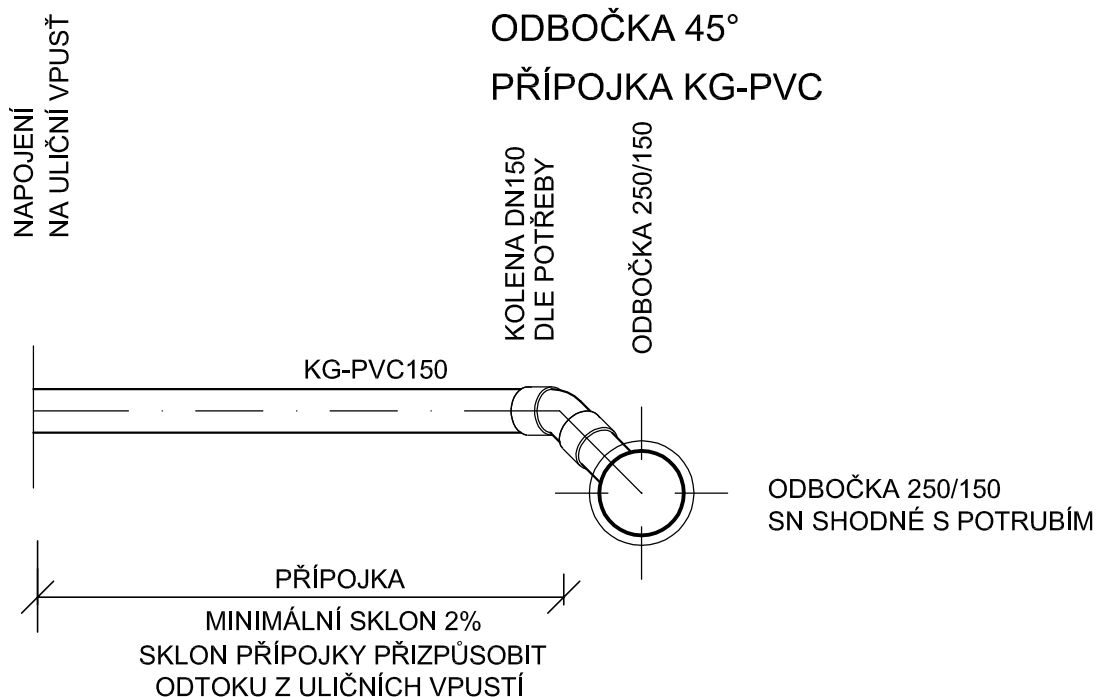 ODBOČKA 45°
PŘÍPOJKA KG-PVC
NAPOJENÍ
NA ULIČNÍ VPUSŤ
KOLENA DN150
DLE POTŘEBY
ODBOČKA 250/150
KG-PVC150
ODBOČKA 250/150
SN SHODNÉ S POTRUBÍM
PŘÍPOJKA
MINIMÁLNÍ SKLON 2%
SKLON PŘÍPOJKY PŘIZPŮSOBIT
ODTOKU Z ULIČNÍCH VPUSTÍ